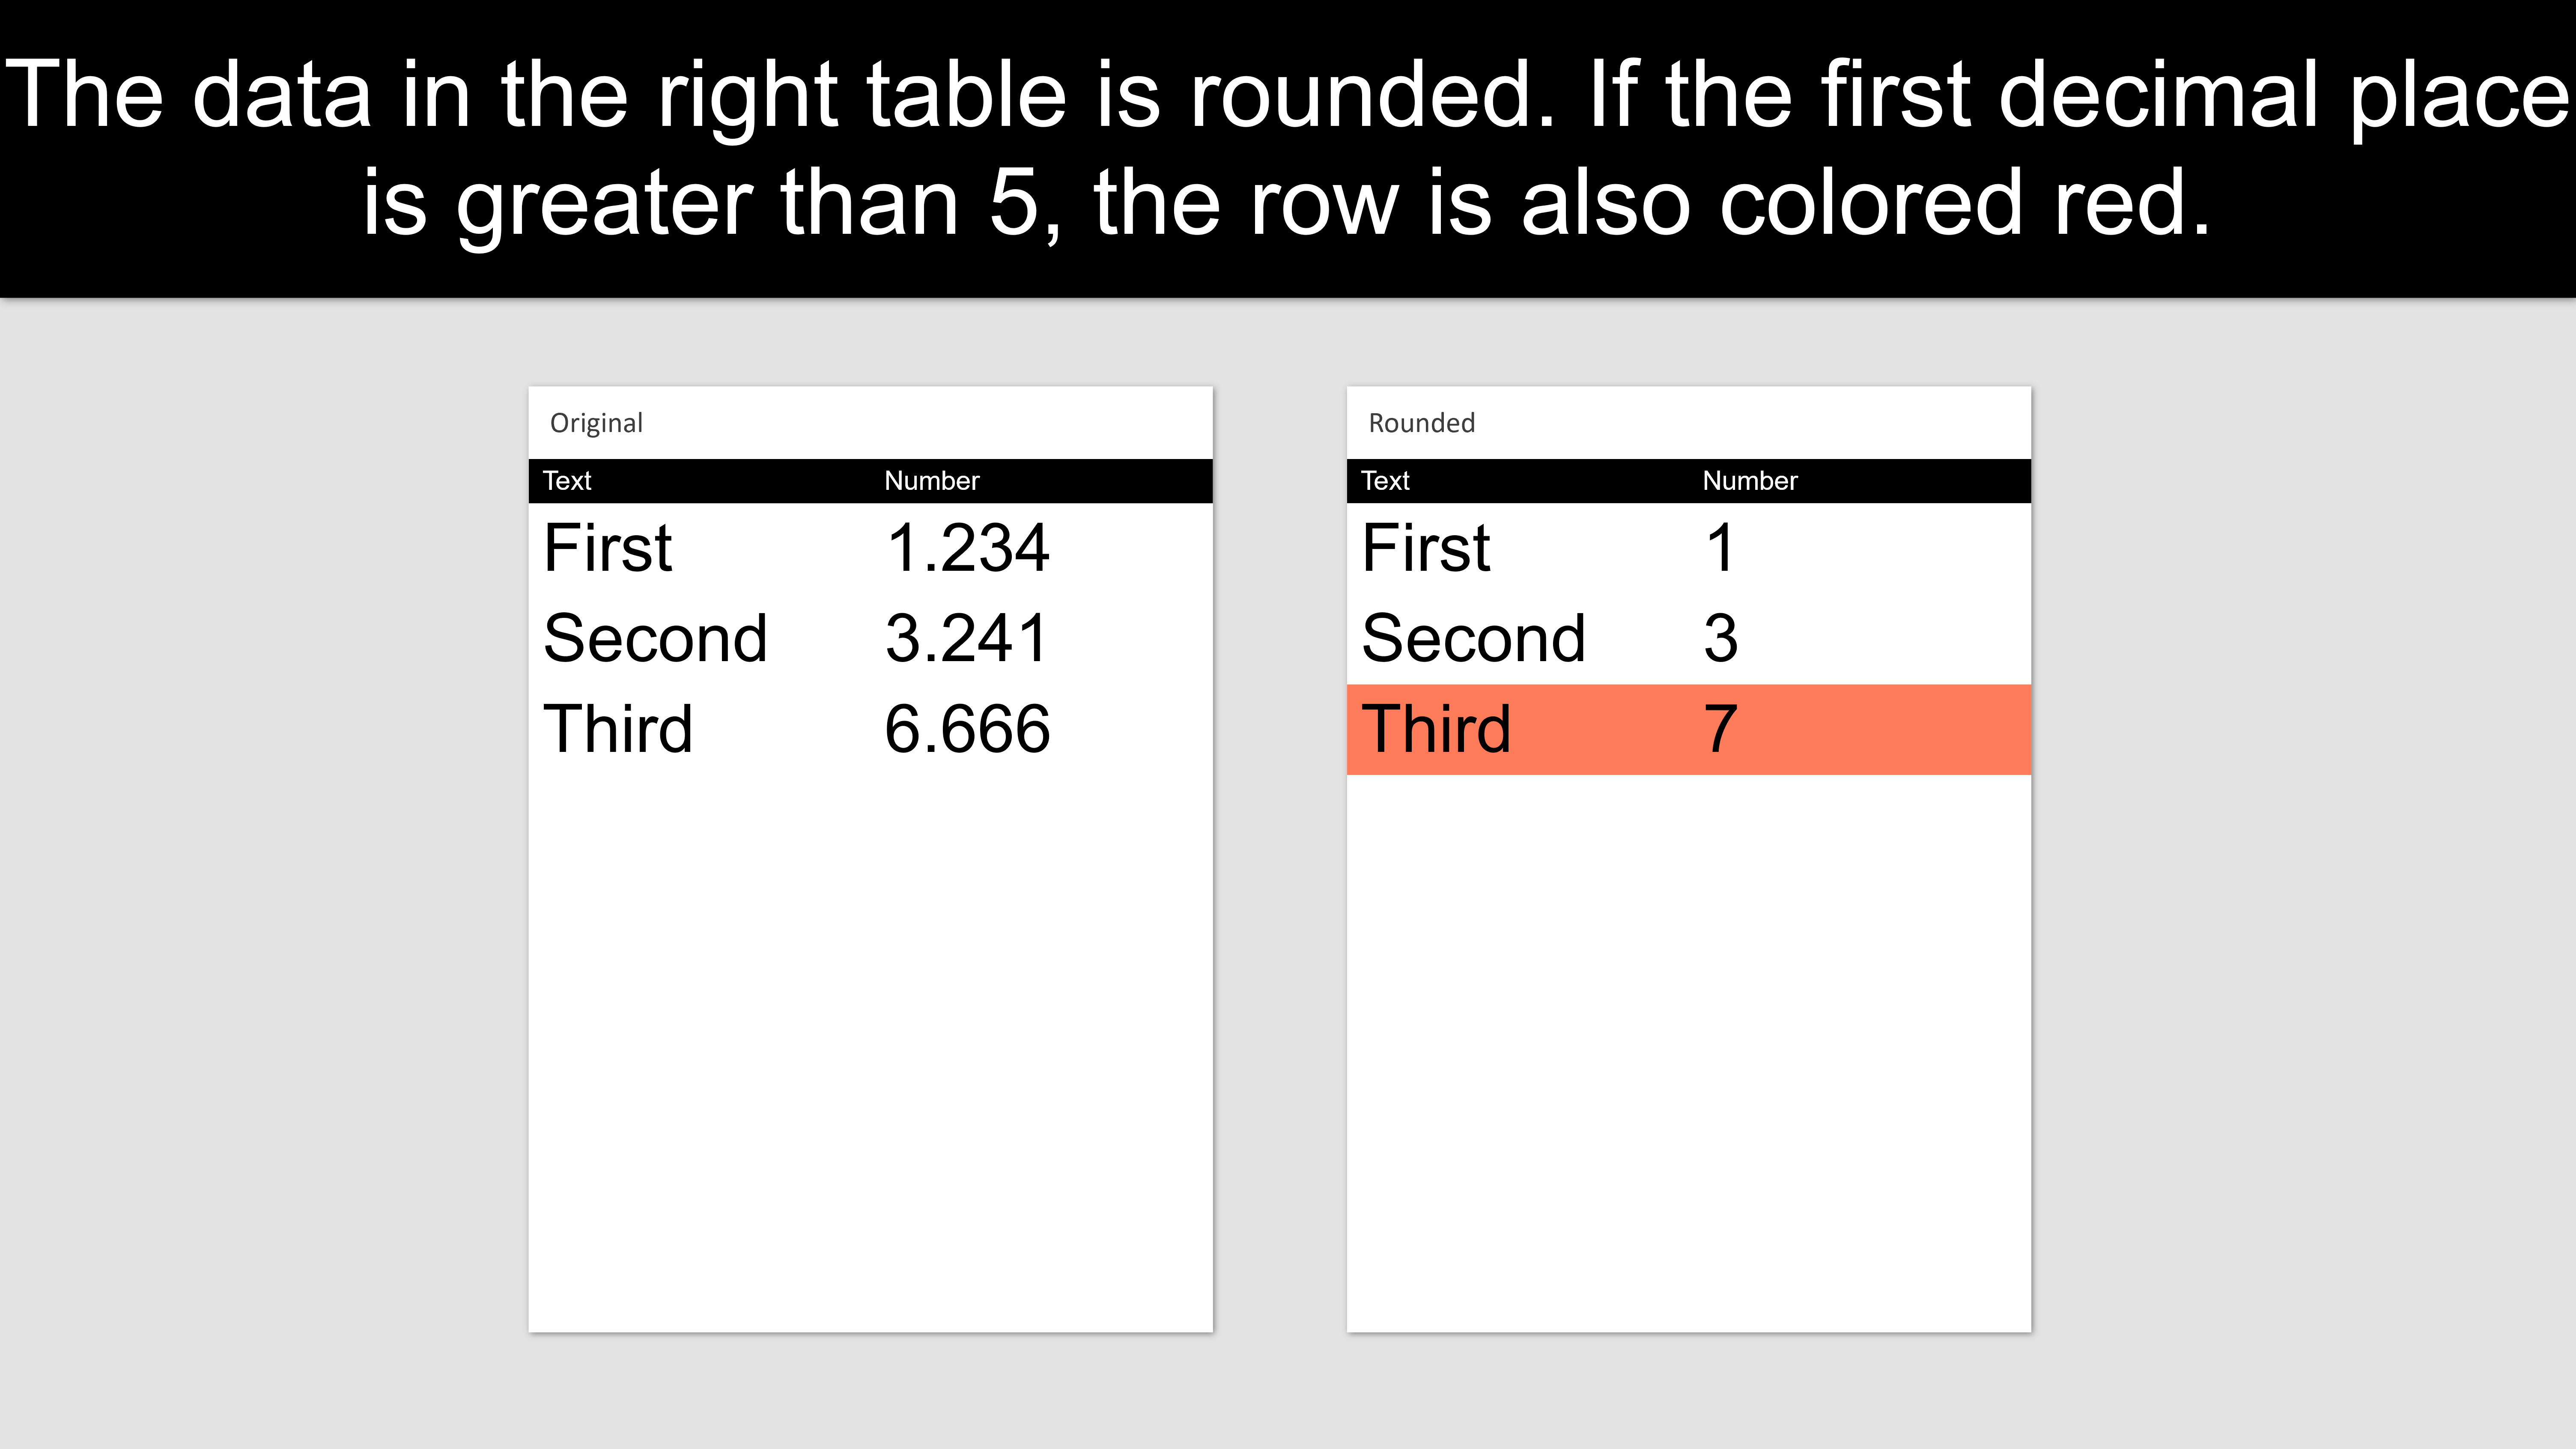 The data in the right table is rounded. If the first decimal place
is greater than 5, the row is also colored red.
Original
Text Number
First 1.234
Second 3.241
Third 6.666
Rounded
Text Number
First 1
Second 3
Third 7